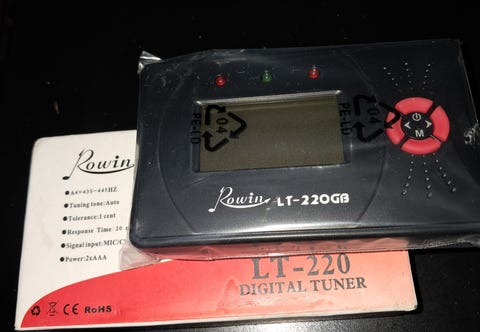 04
PE-LD
04
PE-LD
M
Rowin LT-220GB
Rowin
●A4=435-445HZ
●Tuning tone:Auto
●Tolerance:1 cent
●Response Time: 20
●Signal input:MIC/C
●Power:2xAAA
CE RoHS
LT-220
DIGITAL TUNER